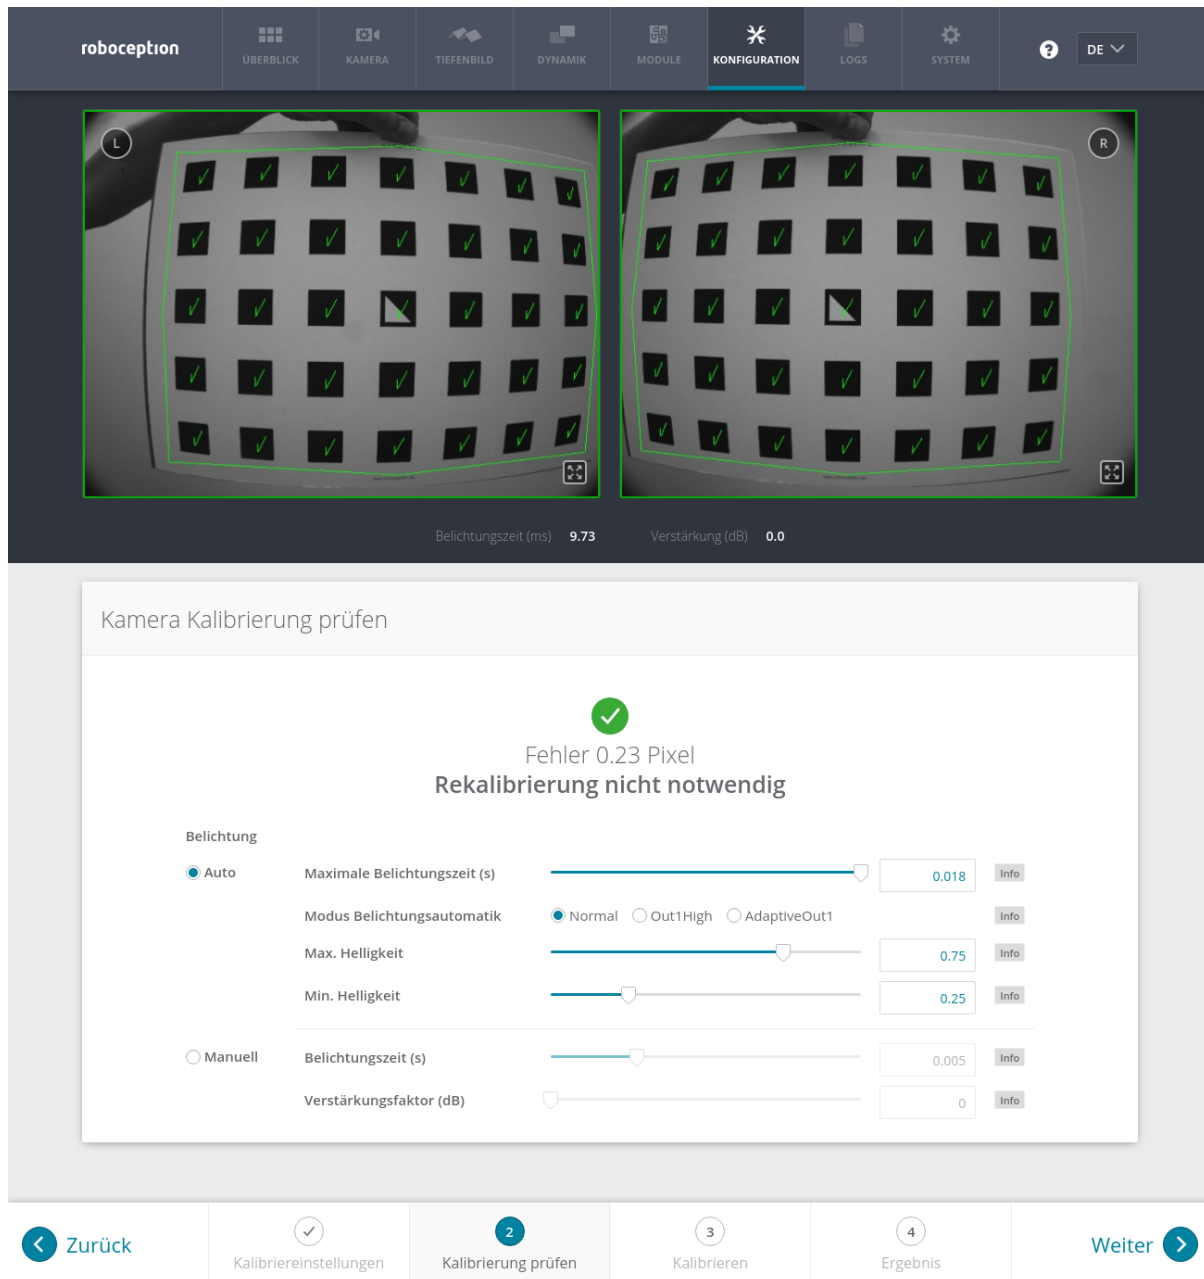 roboception
ÜBERBLICK
KAMERA
TIEFENBILD
DYNAMIK
MODULE
KONFIGURATION
LOGS
SYSTEM
?
DE
L
R
Belichtungszeit (ms) 9.73 Verstärkung (dB) 0.0
Kamera Kalibrierung prüfen
Fehler 0.23 Pixel
Rekalibrierung nicht notwendig
Belichtung
Auto Maximale Belichtungszeit (s) 0.018 Info
Modus Belichtungsautomatik Normal Out1High AdaptiveOut1 Info
Max. Helligkeit 0.75 Info
Min. Helligkeit 0.25 Info
Manuell Belichtungszeit (s) 0.005 Info
Verstärkungsfaktor (dB) 0 Info
Zurück
Kalibriereinstellungen
2
Kalibrierung prüfen
3
Kalibrieren
4
Ergebnis
Weiter